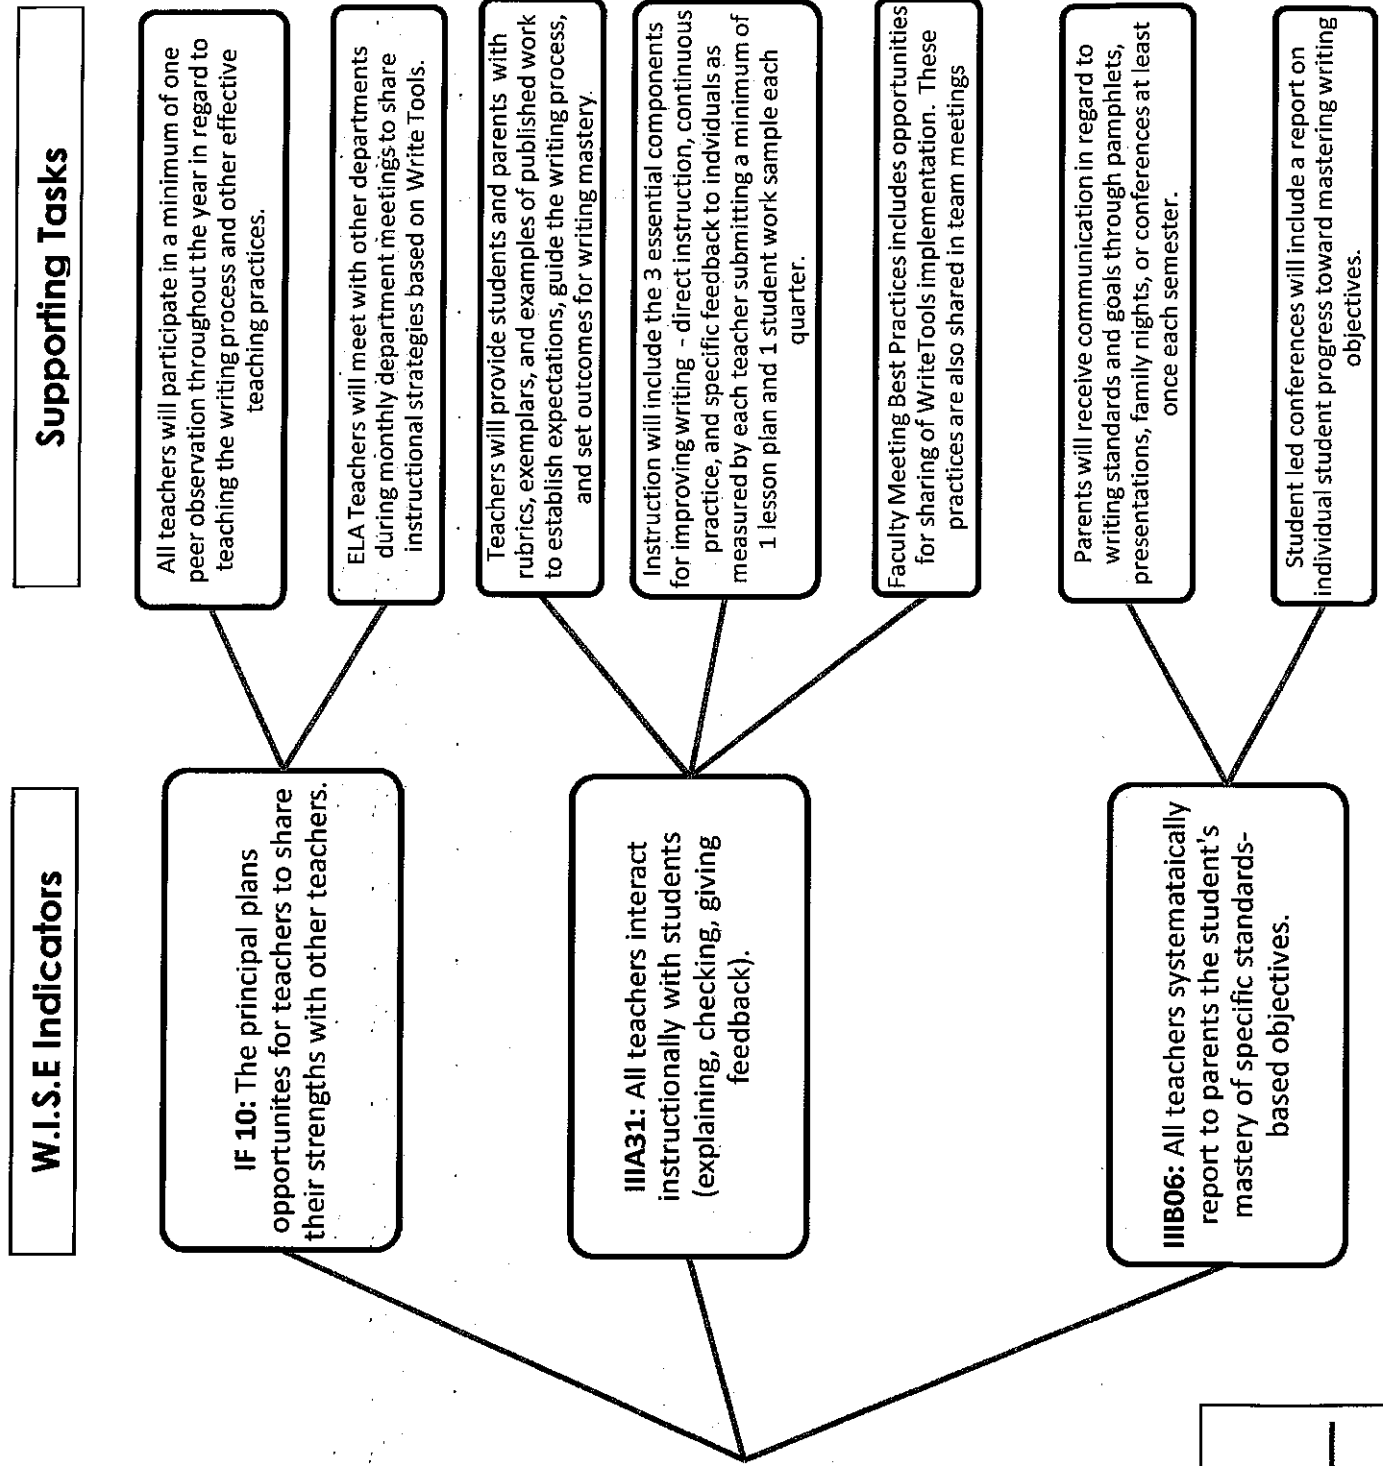 W.I.S.E Indicators
Supporting Tasks
IF 10: The principal plans
opportunites for teachers to share
their strengths with other teachers.
All teachers will participate in a minimum of one
peer observation throughout the year in regard to
teaching the writing process and other effective
teaching practices.
ELA Teachers will meet with other departments
during monthly department meetings to share
instructional strategies based on Write Tools.
IIIA31: All teachers interact
instructionally with students
(explaining, checking, giving
feedback).
Teachers will provide students and parents with
rubrics, exemplars, and examples of published work
to establish expectations, guide the writing process,
and set outcomes for writing mastery.
Instruction will include the 3 essential components
for improving writing - direct instruction, continuous
practice, and specific feedback to indviduals as
measured by each teacher submitting a minimum of
1 lesson plan and 1 student work sample each
quarter.
Faculty Meeting Best Practices includes opportunities
for sharing of WriteTools implementation. These
practices are also shared in team meetings
IIIB06: All teachers systemataically
report to parents the student's
mastery of specific standards-
based objectives.
Parents will receive communication in regard to
writing standards and goals through pamphlets,
presentations, family nights, or conferences at least
once each semester.
Student led conferences will include a report on
individual student progress toward mastering writing
objectives.